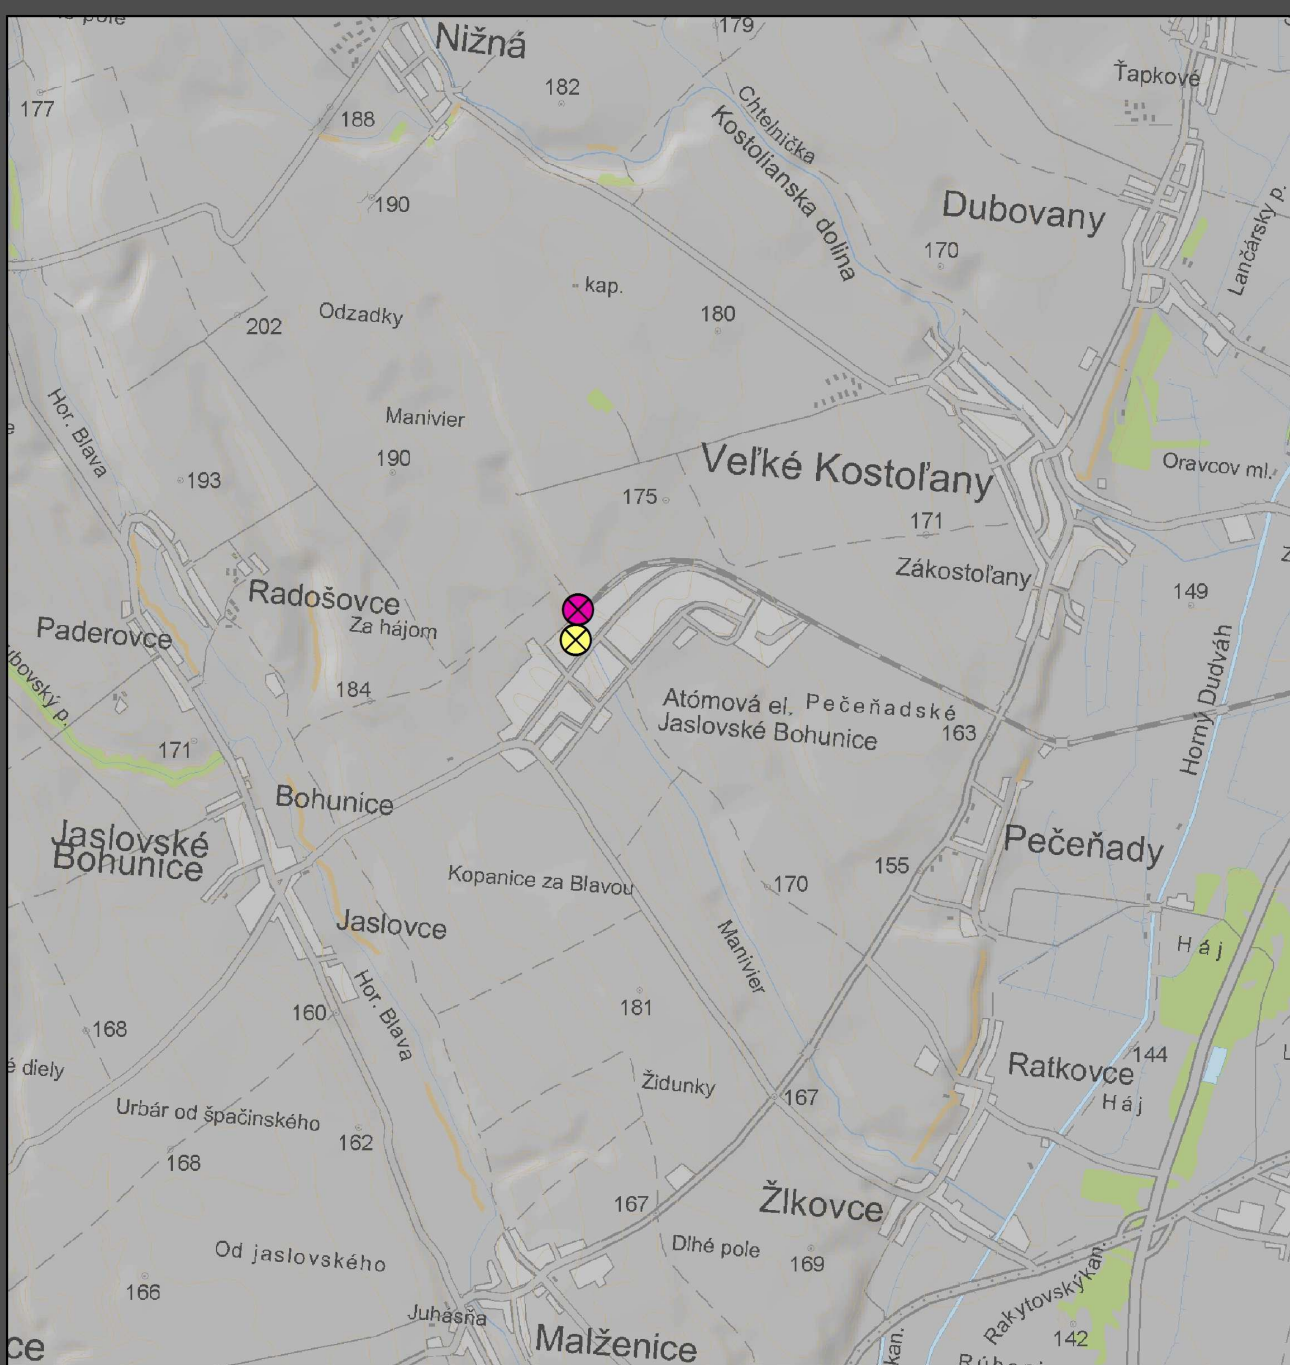 Nižná
179
Ťapkové
182
177
188
Chtelnička
Kostolianska dolina
190
Dubovany
Lančársky p.
170
kap.
Odzadky
202
180
Hor. Blava
Manivier
190
Veľké Kostoľany
Oravcov ml.
193
175
171
Zákostoľany
149
Radošovce
Za hájom
Paderovce
184
Atómová el.
Jaslovské Bohunice
Pečeňadské
163
Horný Dudváh
171
Bohunice
Jaslovské
Bohunice
Pečeňady
155
Kopanice za Blavou
170
Jaslovce
Manivier
Háj
Hor. Blava
181
160
168
é diely
144
Ratkovce
Židunky
167
Háj
Urbár od špačinského
162
168
167
Žlkovce
Dlhé pole
169
Od jaslovského
166
Rakytovský kan.
Juhásňa
142
Malženice
kan.
ce